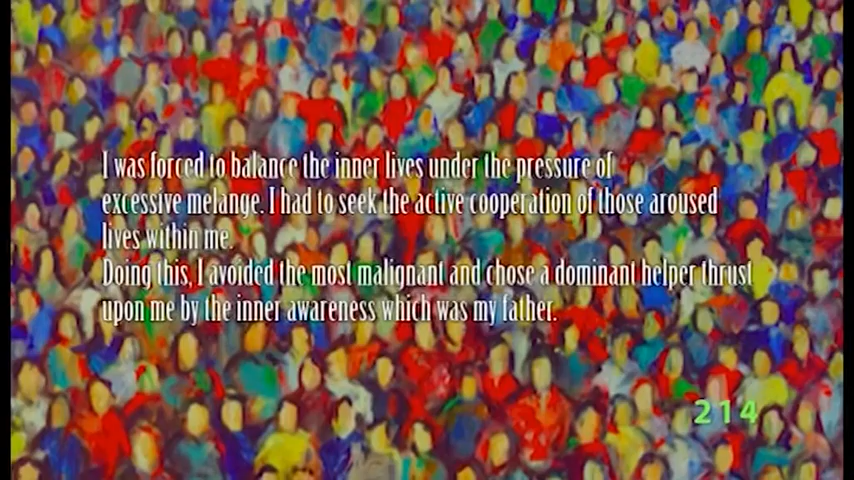 I was forced to balance the inner lives under the pressure of
excessive melange. I had to seek the active cooperation of those aroused
lives within me.
Doing this, I avoided the most malignant and chose a dominant helper thrust
upon me by the inner awareness which was my father.
214